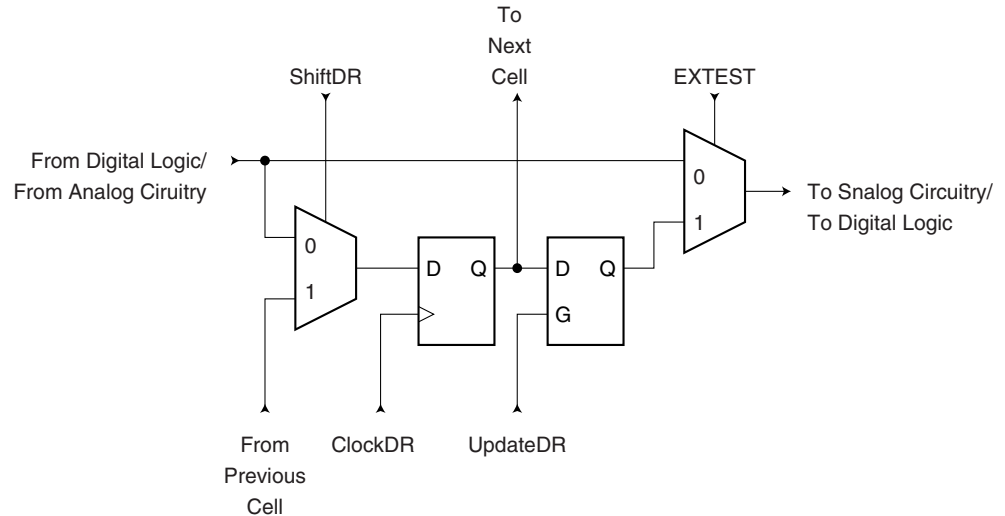 To
Next
Cell
ShiftDR
EXTEST
From Digital Logic/
From Analog Ciruitry
0
1
To Snalog Circuitry/
To Digital Logic
0
1
D Q
D Q
G
From
Previous
Cell
ClockDR
UpdateDR